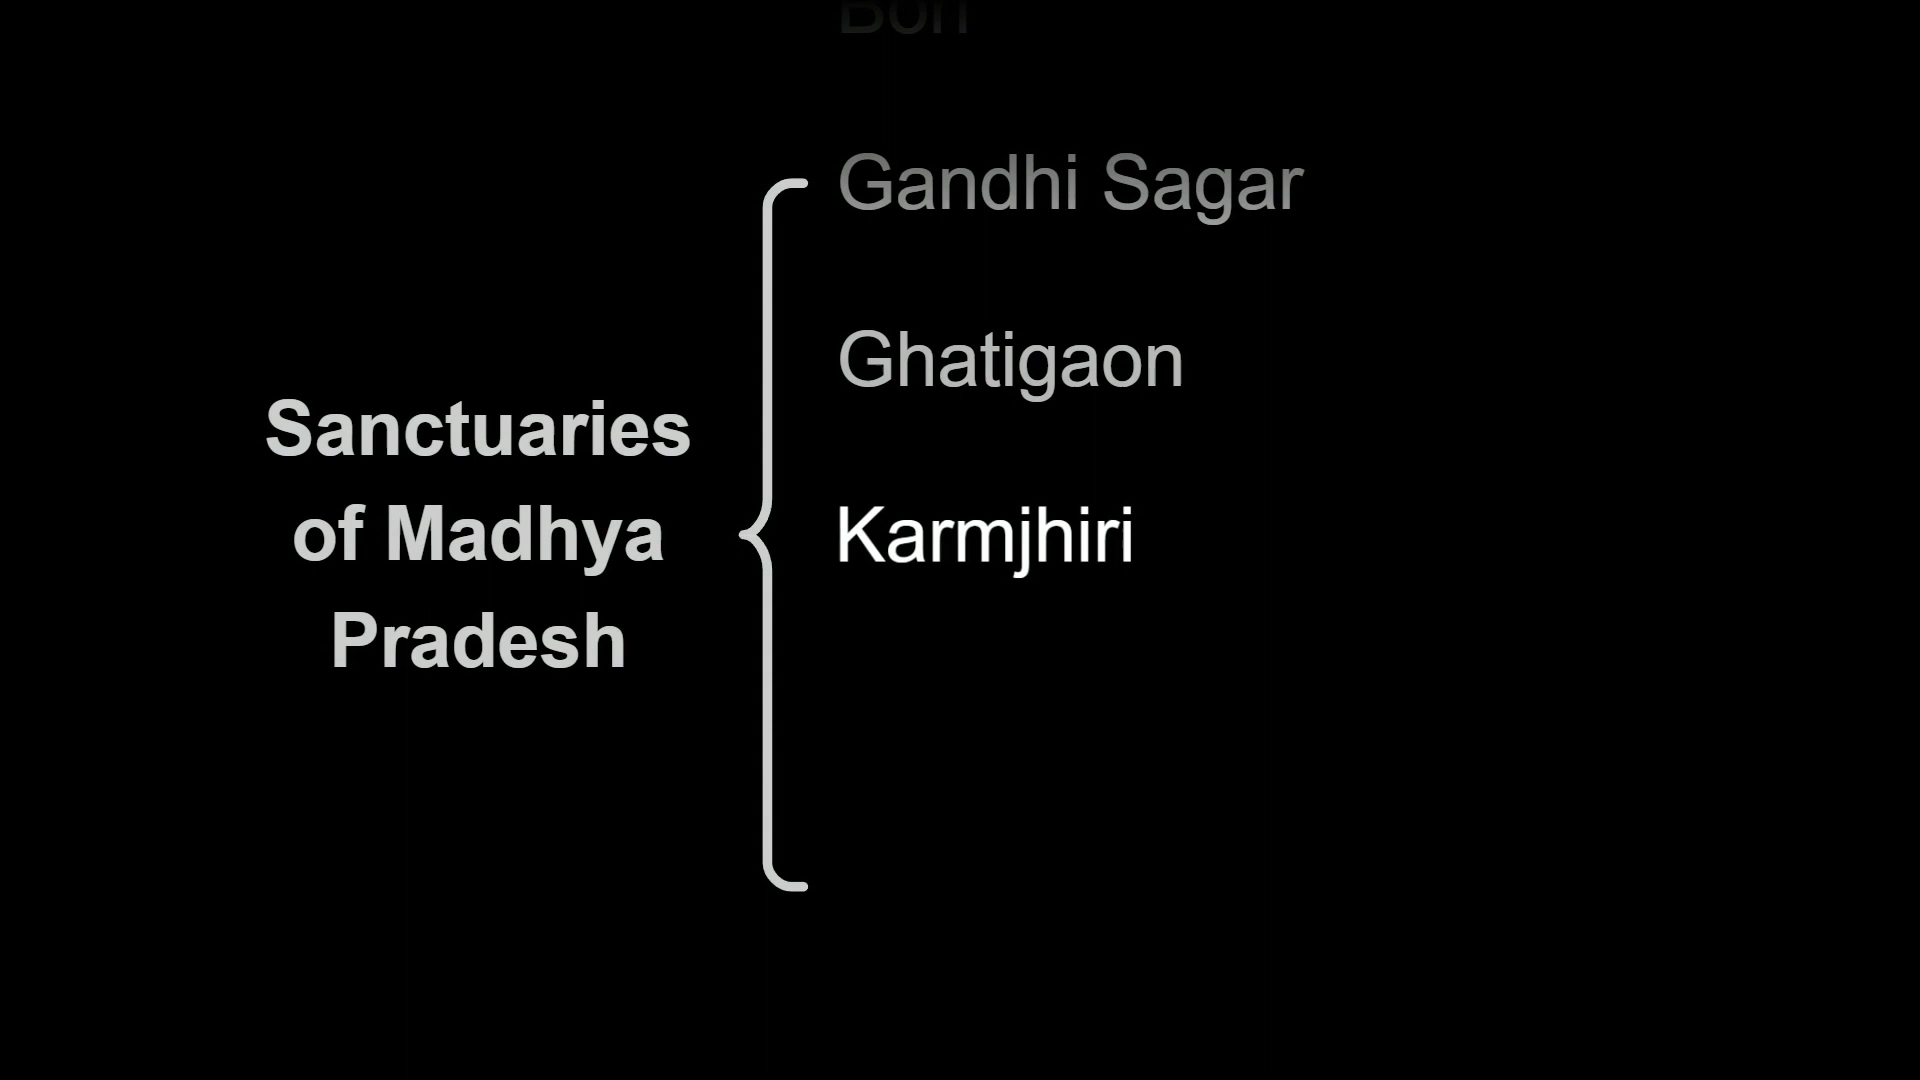 Gandhi Sagar
Ghatigaon
Sanctuaries
of Madhya
Pradesh
Karmjhiri